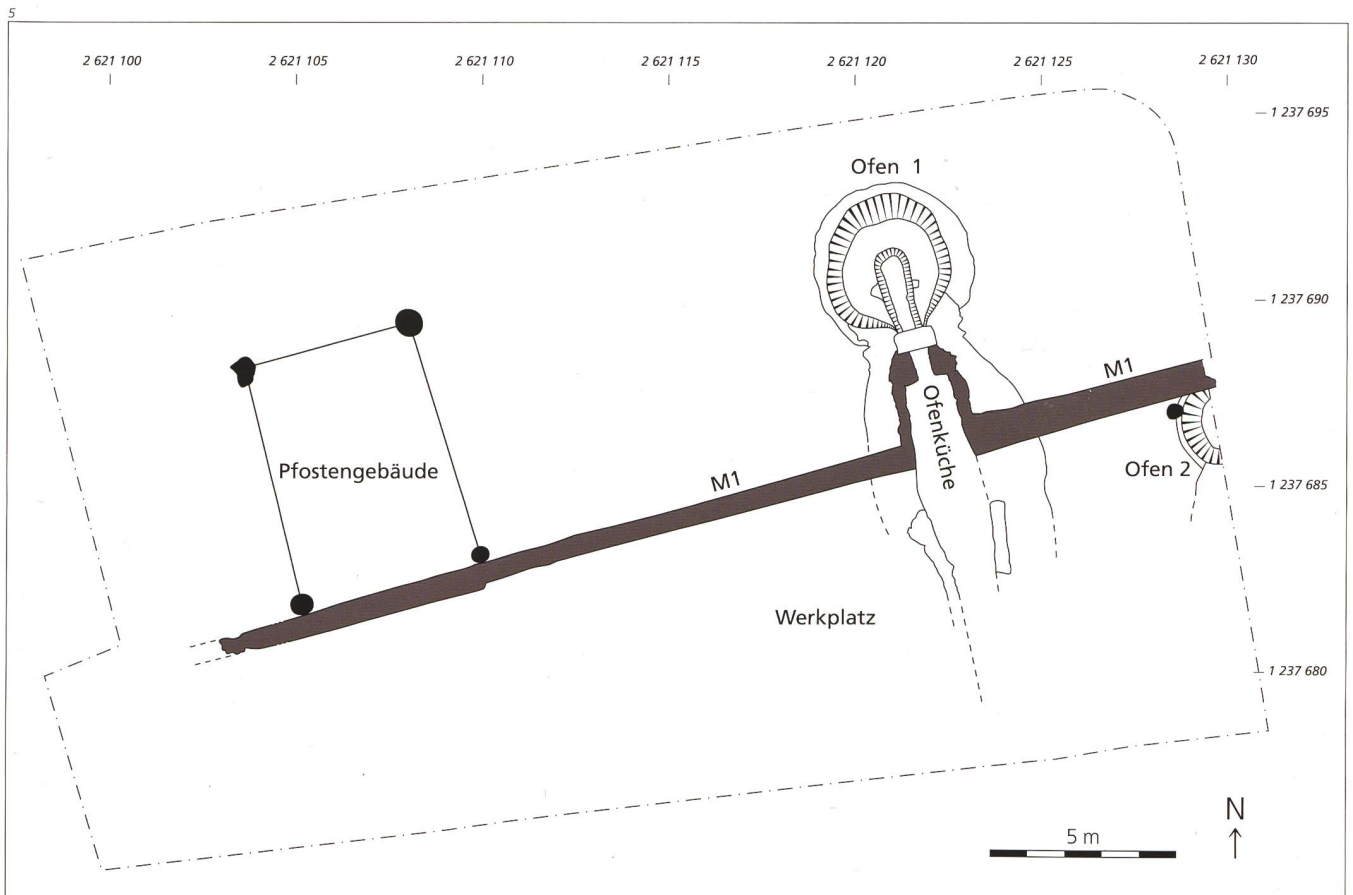 5
2 621 100
2 621 105
2 621 110
2 621 115
2 621 120
2 621 125
2 621 130
1 237 695
Ofen 1
1 237 690
M1
Ofenküche
Pfostengebäude
Ofen 2
M1
1 237 685
Werkplatz
1 237 680
N
5 m